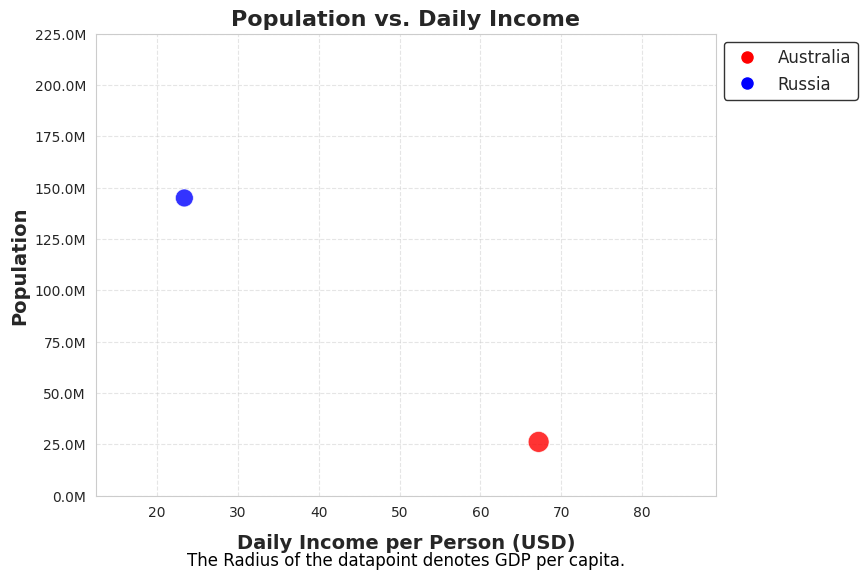 Population vs. Daily Income
Australia
Russia
225.0M
200.0M
175.0M
150.0M
125.0M
100.0M
75.0M
50.0M
25.0M
0.0M
Population
20 30 40 50 60 70 80
Daily Income per Person (USD)
The Radius of the datapoint denotes GDP per capita.